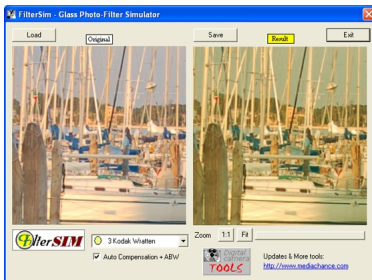 FilterSim - Glass Photo-Filter Simulator
Load
Original
Save
Result
Exit
FilterSIM
3 Kodak Wratten
Auto Compensation + ABW
Zoom
1:1
Fit
Digital
camera
TOOLS
Updates & More tools:
http://www.mediachance.com